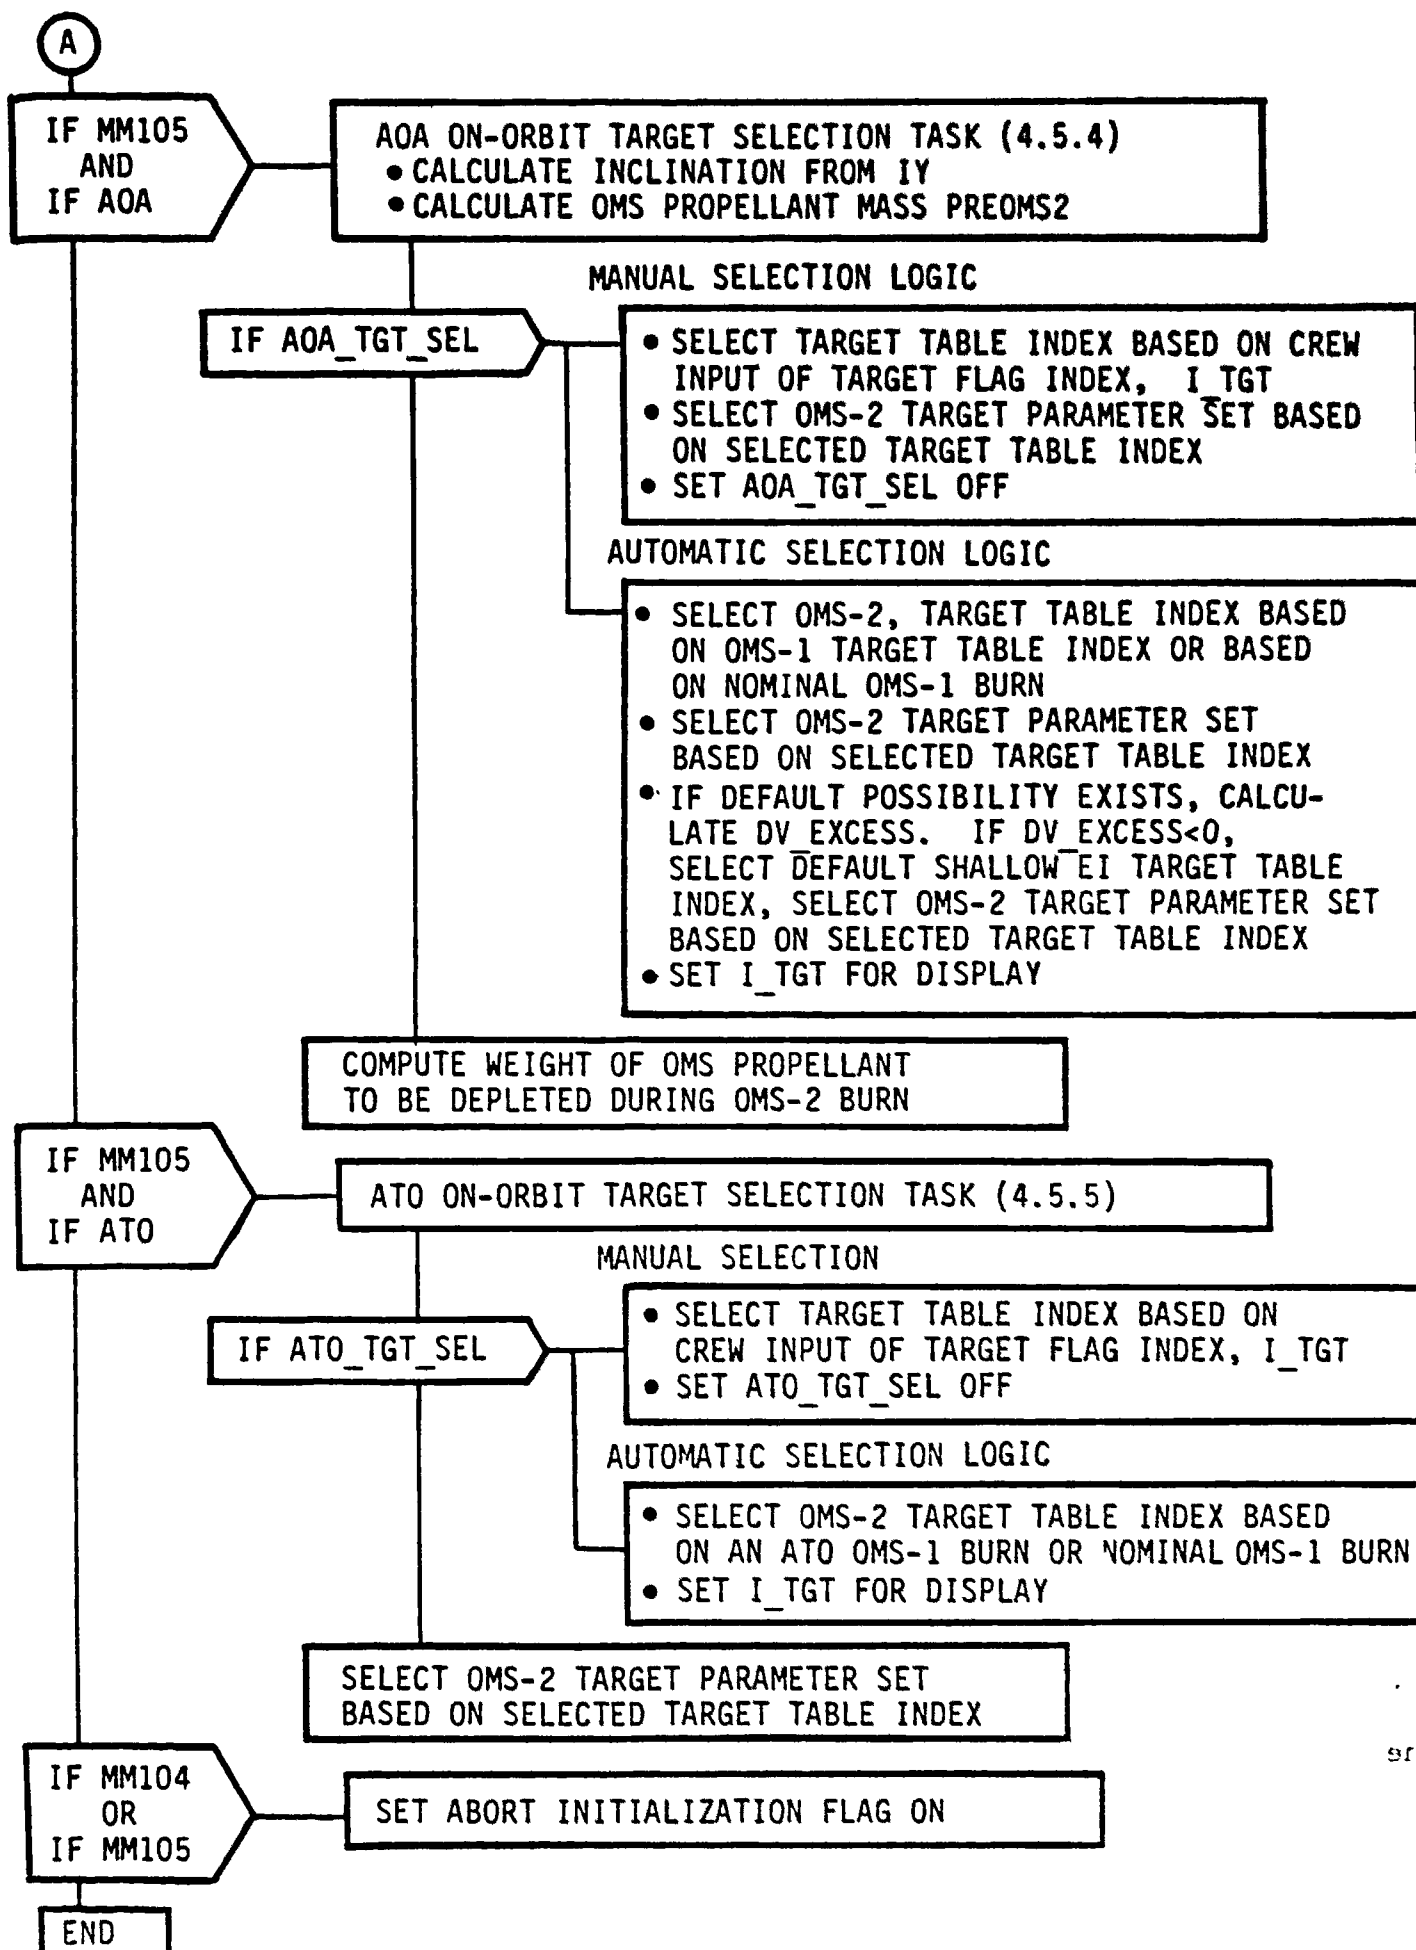 A
IF MM105
AND
IF AOA
AOA ON-ORBIT TARGET SELECTION TASK (4.5.4)
• CALCULATE INCLINATION FROM IY
• CALCULATE OMS PROPELLANT MASS PREOMS2
MANUAL SELECTION LOGIC
IF AOA_TGT_SEL
• SELECT TARGET TABLE INDEX BASED ON CREW
INPUT OF TARGET FLAG INDEX, I_TGT
• SELECT OMS-2 TARGET PARAMETER SET BASED
ON SELECTED TARGET TABLE INDEX
• SET AOA_TGT_SEL OFF
AUTOMATIC SELECTION LOGIC
• SELECT OMS-2, TARGET TABLE INDEX BASED
ON OMS-1 TARGET TABLE INDEX OR BASED
ON NOMINAL OMS-1 BURN
• SELECT OMS-2 TARGET PARAMETER SET
BASED ON SELECTED TARGET TABLE INDEX
• IF DEFAULT POSSIBILITY EXISTS, CALCU-
LATE DV_EXCESS. IF DV_EXCESS<0,
SELECT DEFAULT SHALLOW EI TARGET TABLE
INDEX, SELECT OMS-2 TARGET PARAMETER SET
BASED ON SELECTED TARGET TABLE INDEX
• SET I_TGT FOR DISPLAY
COMPUTE WEIGHT OF OMS PROPELLANT
TO BE DEPLETED DURING OMS-2 BURN
IF MM105
AND
IF ATO
ATO ON-ORBIT TARGET SELECTION TASK (4.5.5)
MANUAL SELECTION
IF ATO_TGT_SEL
• SELECT TARGET TABLE INDEX BASED ON
CREW INPUT OF TARGET FLAG INDEX, I_TGT
• SET ATO_TGT_SEL OFF
AUTOMATIC SELECTION LOGIC
• SELECT OMS-2 TARGET TABLE INDEX BASED
ON AN ATO OMS-1 BURN OR NOMINAL OMS-1 BURN
• SET I_TGT FOR DISPLAY
SELECT OMS-2 TARGET PARAMETER SET
BASED ON SELECTED TARGET TABLE INDEX
IF MM104
OR
IF MM105
SET ABORT INITIALIZATION FLAG ON
END